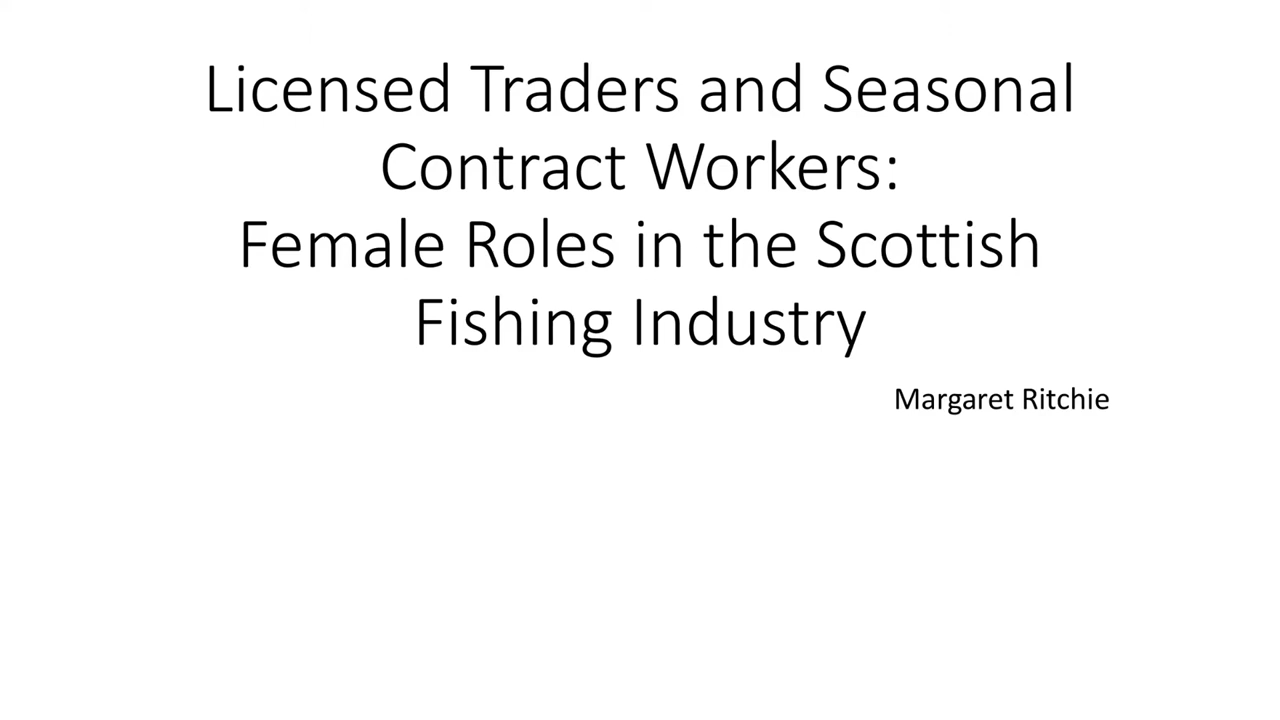 Licensed Traders and Seasonal
Contract Workers:
Female Roles in the Scottish
Fishing Industry
Margaret Ritchie